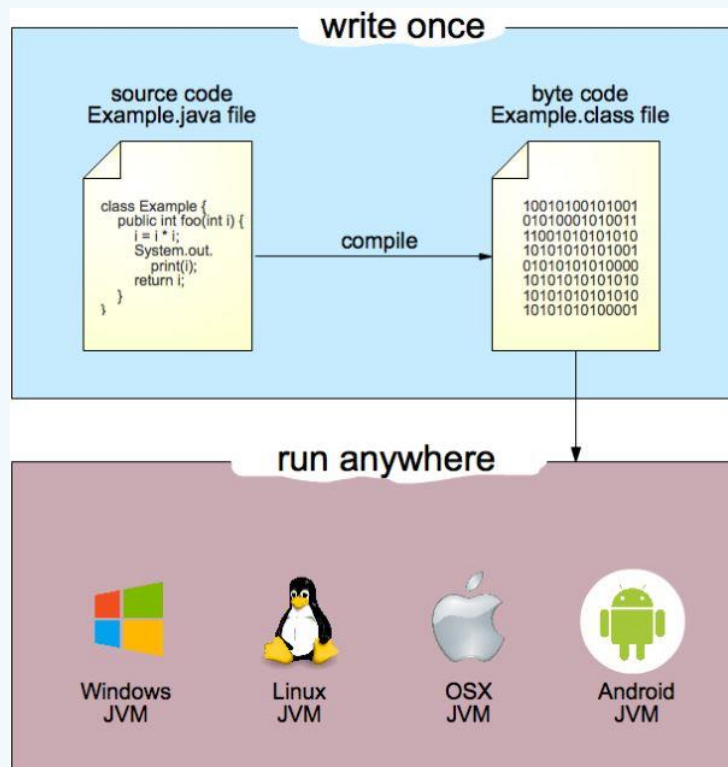 write once
source code
Example.java file
class Example {
public int foo(int i) {
i = i * i;
System.out.
print(i);
return i;
}
}
compile
byte code
Example.class file
10010100101001
01010001010011
11001010101010
10101010101001
01010101010000
10101010101010
10101010101010
10101010100001
run anywhere
Windows
JVM
Linux
JVM
OSX
JVM
Android
JVM